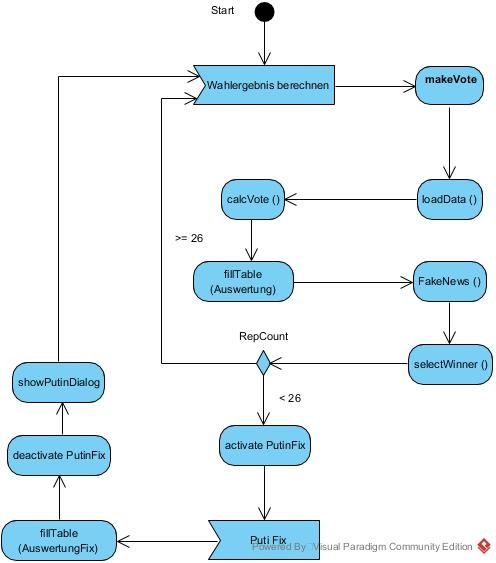 Start
Wahlergebnis berechnen
makeVote
calcVote ()
loadData ()
>= 26
fillTable
(Auswertung)
FakeNews ()
RepCount
selectWinner ()
showPutinDialog
< 26
activate PutinFix
deactivate PutinFix
fillTable
(AuswertungFix)
Puti Fix
Powered By Visual Paradigm Community Edition